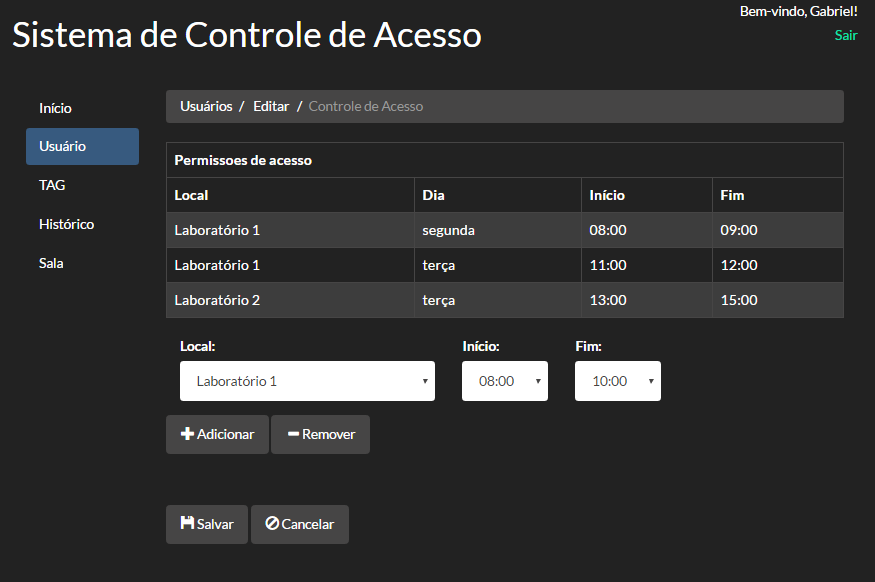 Bem-vindo, Gabriel!
Sistema de Controle de Acesso
Sair
Início
Usuário
TAG
Histórico
Sala
Usuários / Editar / Controle de Acesso
Permissoes de acesso
Local Dia Início Fim
Laboratório 1 segunda 08:00 09:00
Laboratório 1 terça 11:00 12:00
Laboratório 2 terça 13:00 15:00
Local: Início: Fim:
Laboratório 1 08:00 10:00
Adicionar Remover
Salvar Cancelar